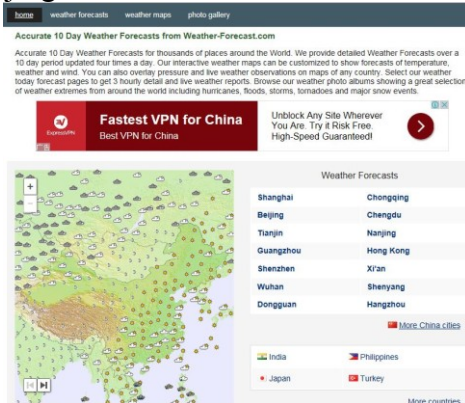 home weather forecasts weather maps photo gallery
Accurate 10 Day Weather Forecasts from Weather-Forecast.com
Accurate 10 Day Weather Forecasts for thousands of places around the World. We provide detailed Weather Forecasts over a
10 day period updated four times a day. Our interactive weather maps can be customized to show forecasts of temperature,
weather and wind. You can also overlay pressure and live weather observations on maps of any country. Select our weather
today forecast pages to get 3 hourly detail and live weather reports. Browse our weather photo albums showing a great selection
of weather extremes from around the world including hurricanes, floods, storms, tornadoes and major snow events.
ExpressVPN
Fastest VPN for China
Best VPN for China
Unblock Any Site Wherever
You Are. Try it Risk Free.
High-Speed Guaranteed!
Weather Forecasts
Shanghai Chongqing
Beijing Chengdu
Tianjin Nanjing
Guangzhou Hong Kong
Shenzhen Xi'an
Wuhan Shenyang
Dongguan Hangzhou
More China cities
India Philippines
Japan Turkey
More countries